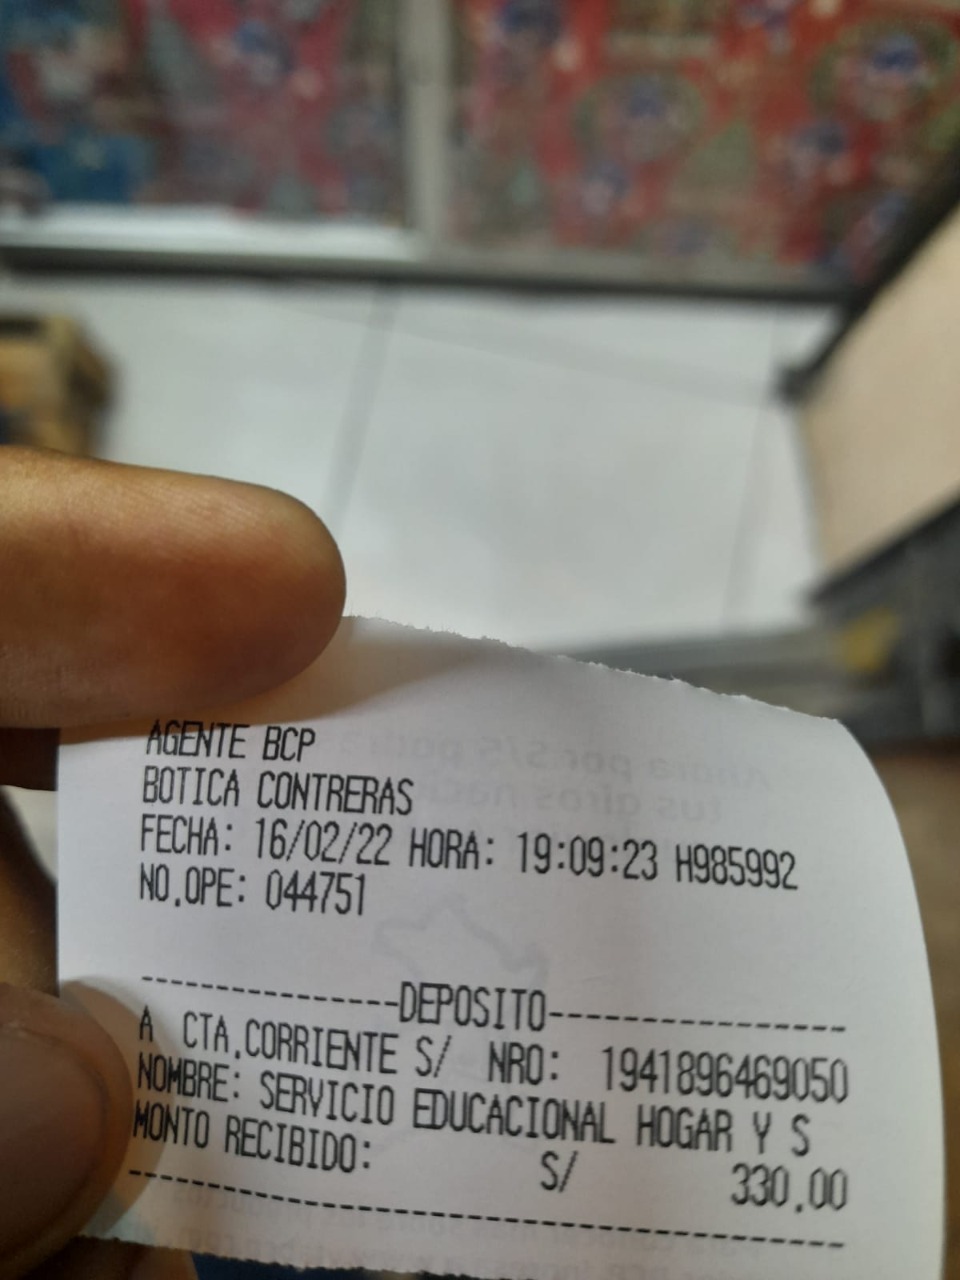 AGENTE BCP
BOTICA CONTRERAS
FECHA: 16/02/22 HORA: 19:09:23 H985992
NO.OPE: 044751
---------------DEPOSITO----------------
A CTA.CORRIENTE S/ NRO: 1941896469050
NOMBRE: SERVICIO EDUCACIONAL HOGAR Y S
MONTO RECIBIDO: S/ 330.00
---------------------------------------